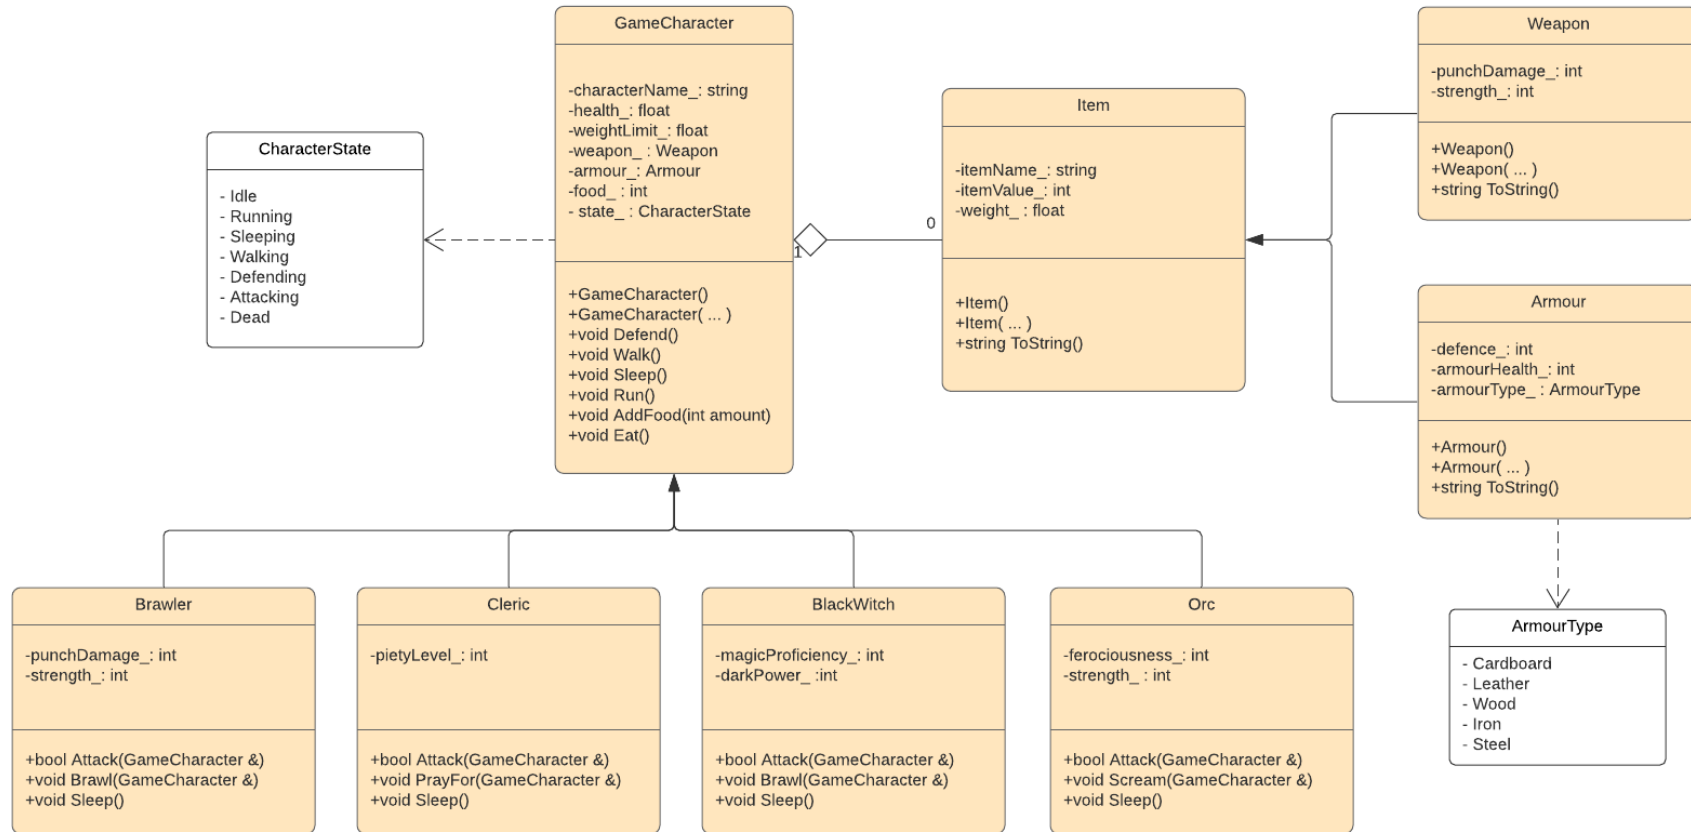 GameCharacter
-characterName_: string
-health_: float
-weightLimit_: float
-weapon_ : Weapon
-armour_: Armour
-food_ : int
- state_ : CharacterState
+GameCharacter()
+GameCharacter( ... )
+void Defend()
+void Walk()
+void Sleep()
+void Run()
+void AddFood(int amount)
+void Eat()
CharacterState
- Idle
- Running
- Sleeping
- Walking
- Defending
- Attacking
- Dead
1
0
Item
-itemName_: string
-itemValue_: int
-weight_ : float
+Item()
+Item( ... )
+string ToString()
Weapon
-punchDamage_: int
-strength_: int
+Weapon()
+Weapon( ... )
+string ToString()
Armour
-defence_: int
-armourHealth_: int
-armourType_ : ArmourType
+Armour()
+Armour( ... )
+string ToString()
Brawler
-punchDamage_: int
-strength_: int
+bool Attack(GameCharacter &)
+void Brawl(GameCharacter &)
+void Sleep()
Cleric
-pietyLevel_: int
+bool Attack(GameCharacter &)
+void PrayFor(GameCharacter &)
+void Sleep()
BlackWitch
-magicProficiency_: int
-darkPower_ :int
+bool Attack(GameCharacter &)
+void Brawl(GameCharacter &)
+void Sleep()
Orc
-ferociousness_: int
-strength_ : int
+bool Attack(GameCharacter &)
+void Scream(GameCharacter &)
+void Sleep()
ArmourType
- Cardboard
- Leather
- Wood
- Iron
- Steel